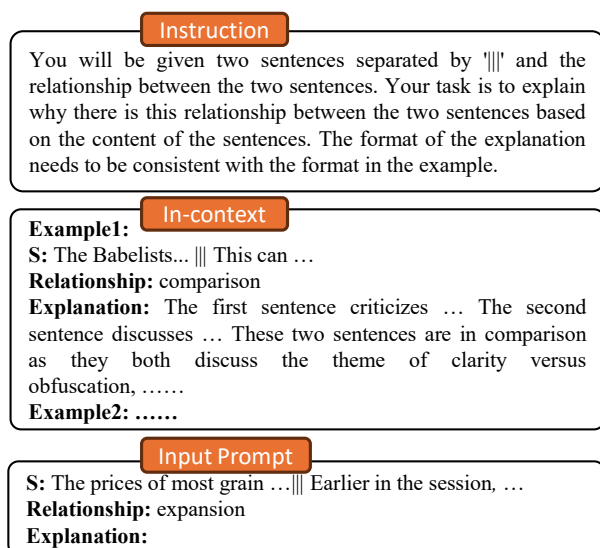 Instruction
You will be given two sentences separated by '|||' and the
relationship between the two sentences. Your task is to explain
why there is this relationship between the two sentences based
on the content of the sentences. The format of the explanation
needs to be consistent with the format in the example.
In-context
Example1:
S: The Babelists... ||| This can …
Relationship: comparison
Explanation: The first sentence criticizes … The second
sentence discusses … These two sentences are in comparison
as they both discuss the theme of clarity versus
obfuscation, ……
Example2: ……
Input Prompt
S: The prices of most grain …||| Earlier in the session, …
Relationship: expansion
Explanation: